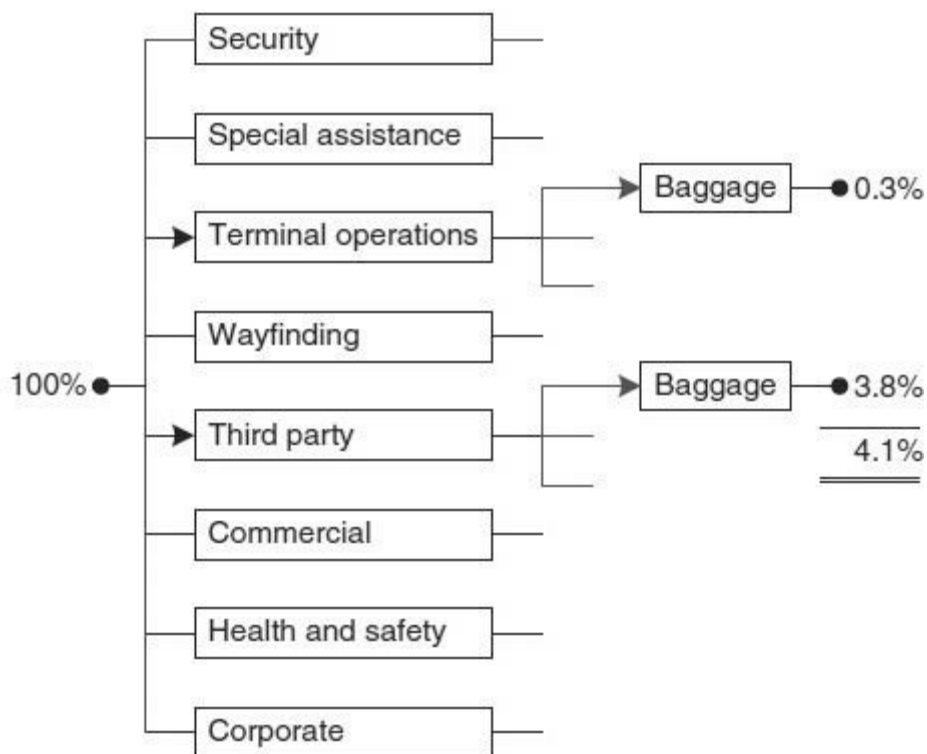 Security
Special assistance
Baggage
0.3%
Terminal operations
Wayfinding
100%
Baggage
3.8%
Third party
4.1%
Commercial
Health and safety
Corporate